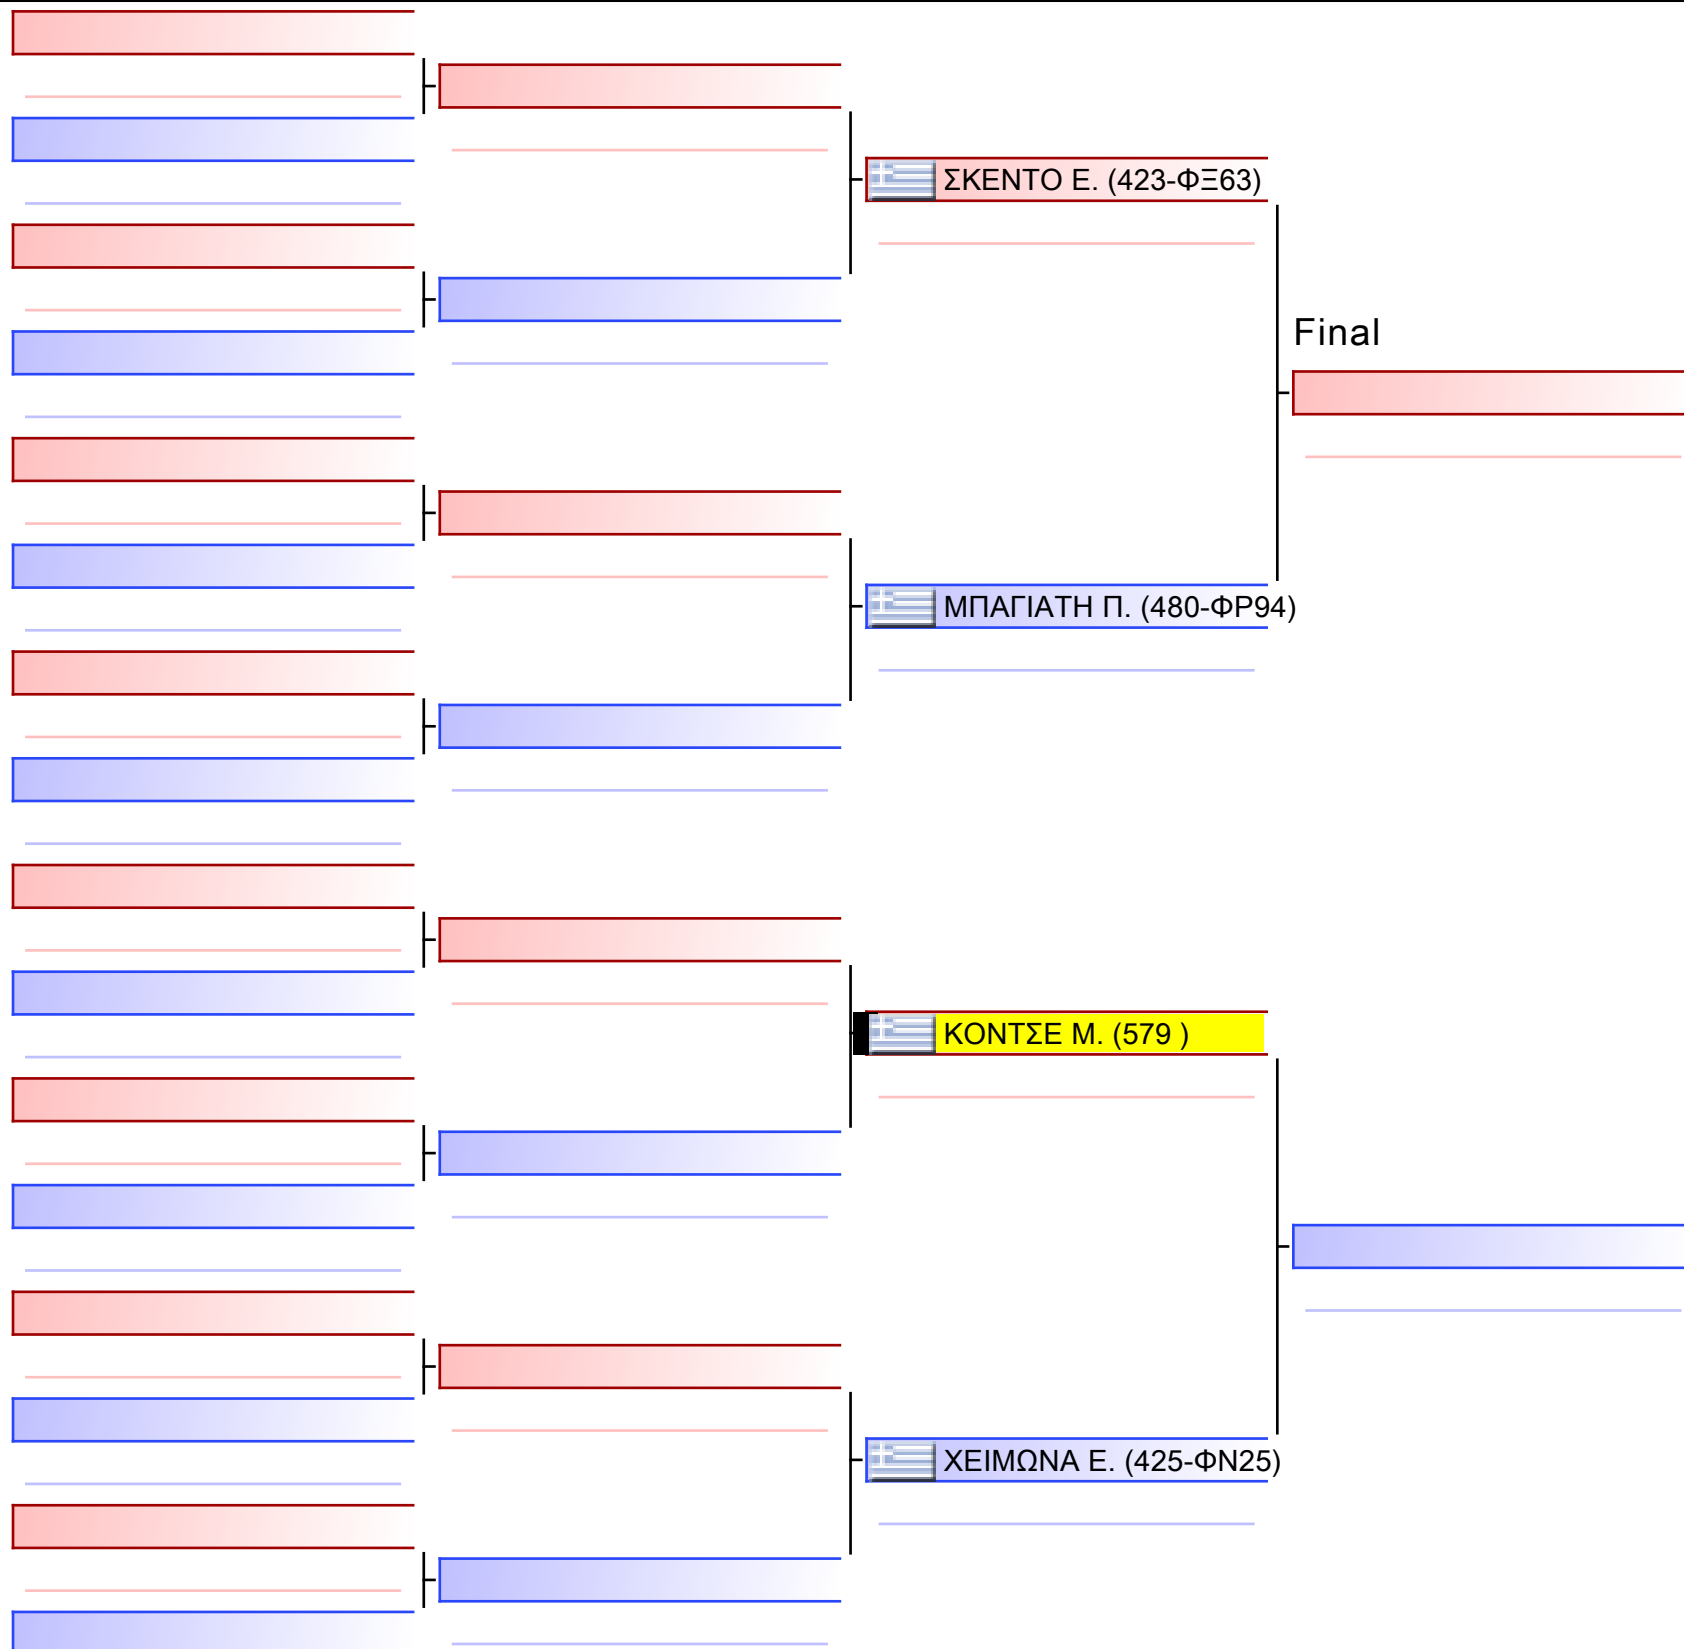 ΣΚΕΝΤΟ Ε. (423-ΦΞ63)
Final
ΜΠΑΓΙΑΤΗ Π. (480-ΦΡ94)
ΚΟΝΤΣΕ Μ. (579 )
ΧΕΙΜΩΝΑ Ε. (425-ΦΝ25)